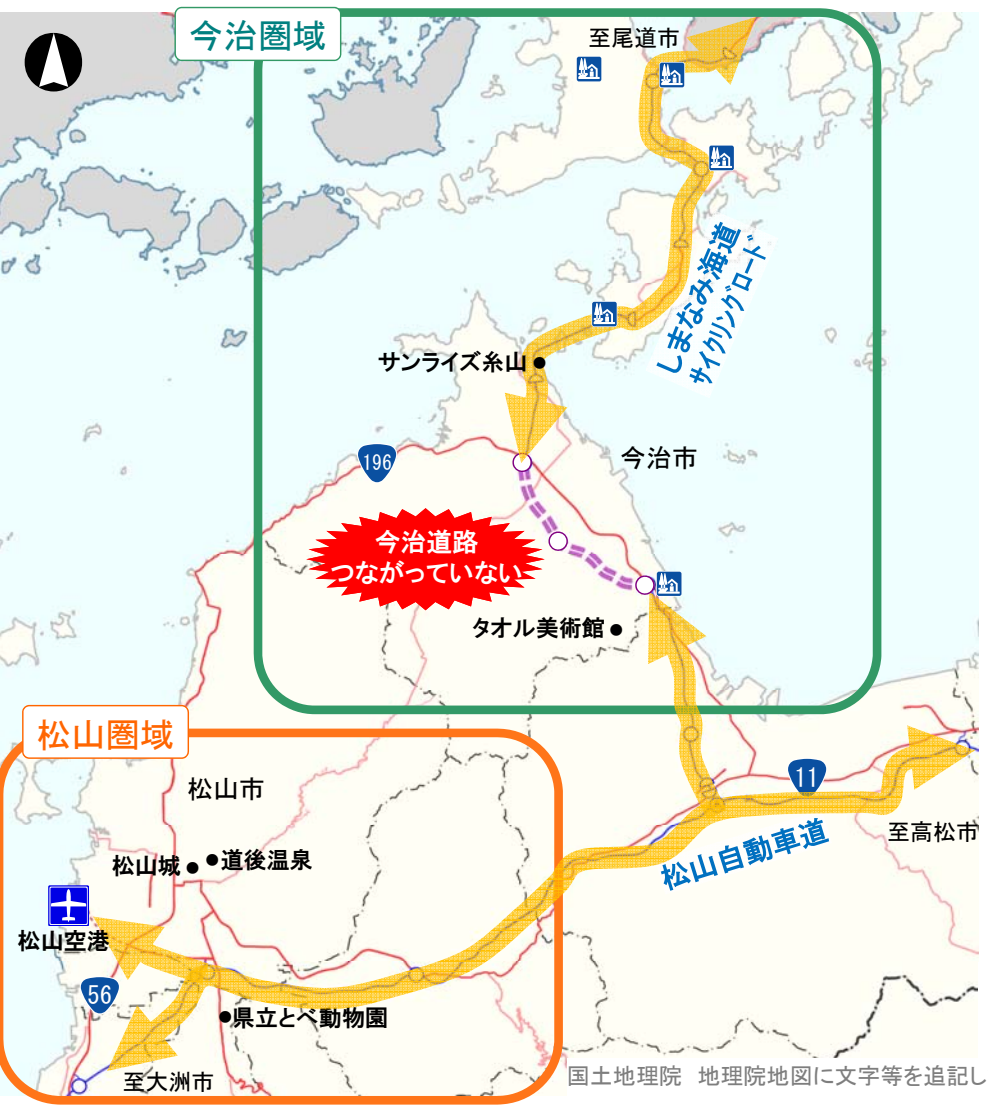 今治圏域
至尾道市
しまなみ海道
サイクリングロード
サンライズ糸山
196
今治市
今治道路
つながっていない
タオル美術館
松山圏域
松山市
11
至高松市
松山自動車道
松山城
道後温泉
松山空港
56
県立とべ動物園
至大洲市
国土地理院 地理院地図に文字等を追記し